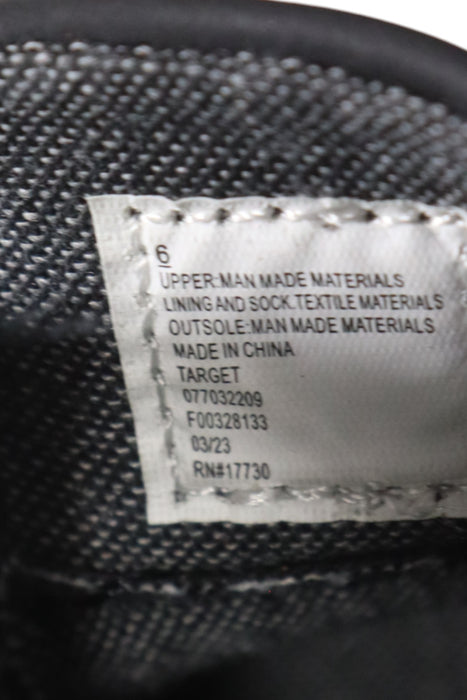 6
UPPER:MAN MADE MATERIALS
LINING AND SOCK.TEXTILE MATERIALS
OUTSOLE:MAN MADE MATERIALS
MADE IN CHINA
TARGET
077032209
F00328133
03/23
RN#17730